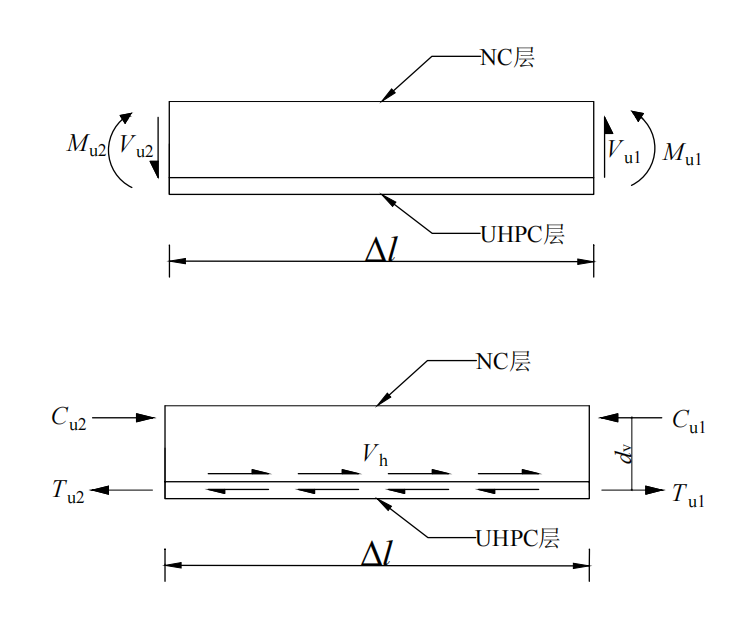 NC层
Mu2
Vu2
Vu1
Mu1
UHPC层
Δl
NC层
Cu2
Cu1
Vh
dv
Tu2
Tu1
UHPC层
Δl